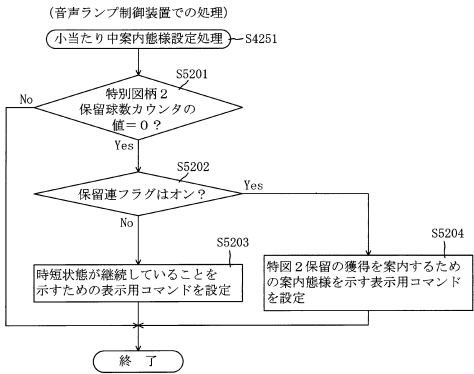 (音声ランプ制御装置での処理)
小当たり中案内態様設定処理
S4251
S5201
特別図柄2
保留球数カウンタの
値=0?
No
Yes
S5202
保留連フラグはオン?
Yes
No
S5203
時短状態が継続していることを
示すための表示用コマンドを設定
S5204
特図2保留の獲得を案内するため
の案内態様を示す表示用コマンド
を設定
終 了